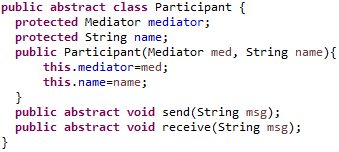 public abstract class Participant {
  protected Mediator mediator;
  protected String name;
  public Participant(Mediator med, String name){
      this.mediator=med;
      this.name=name;
  }
  public abstract void send(String msg);
  public abstract void receive(String msg);
}